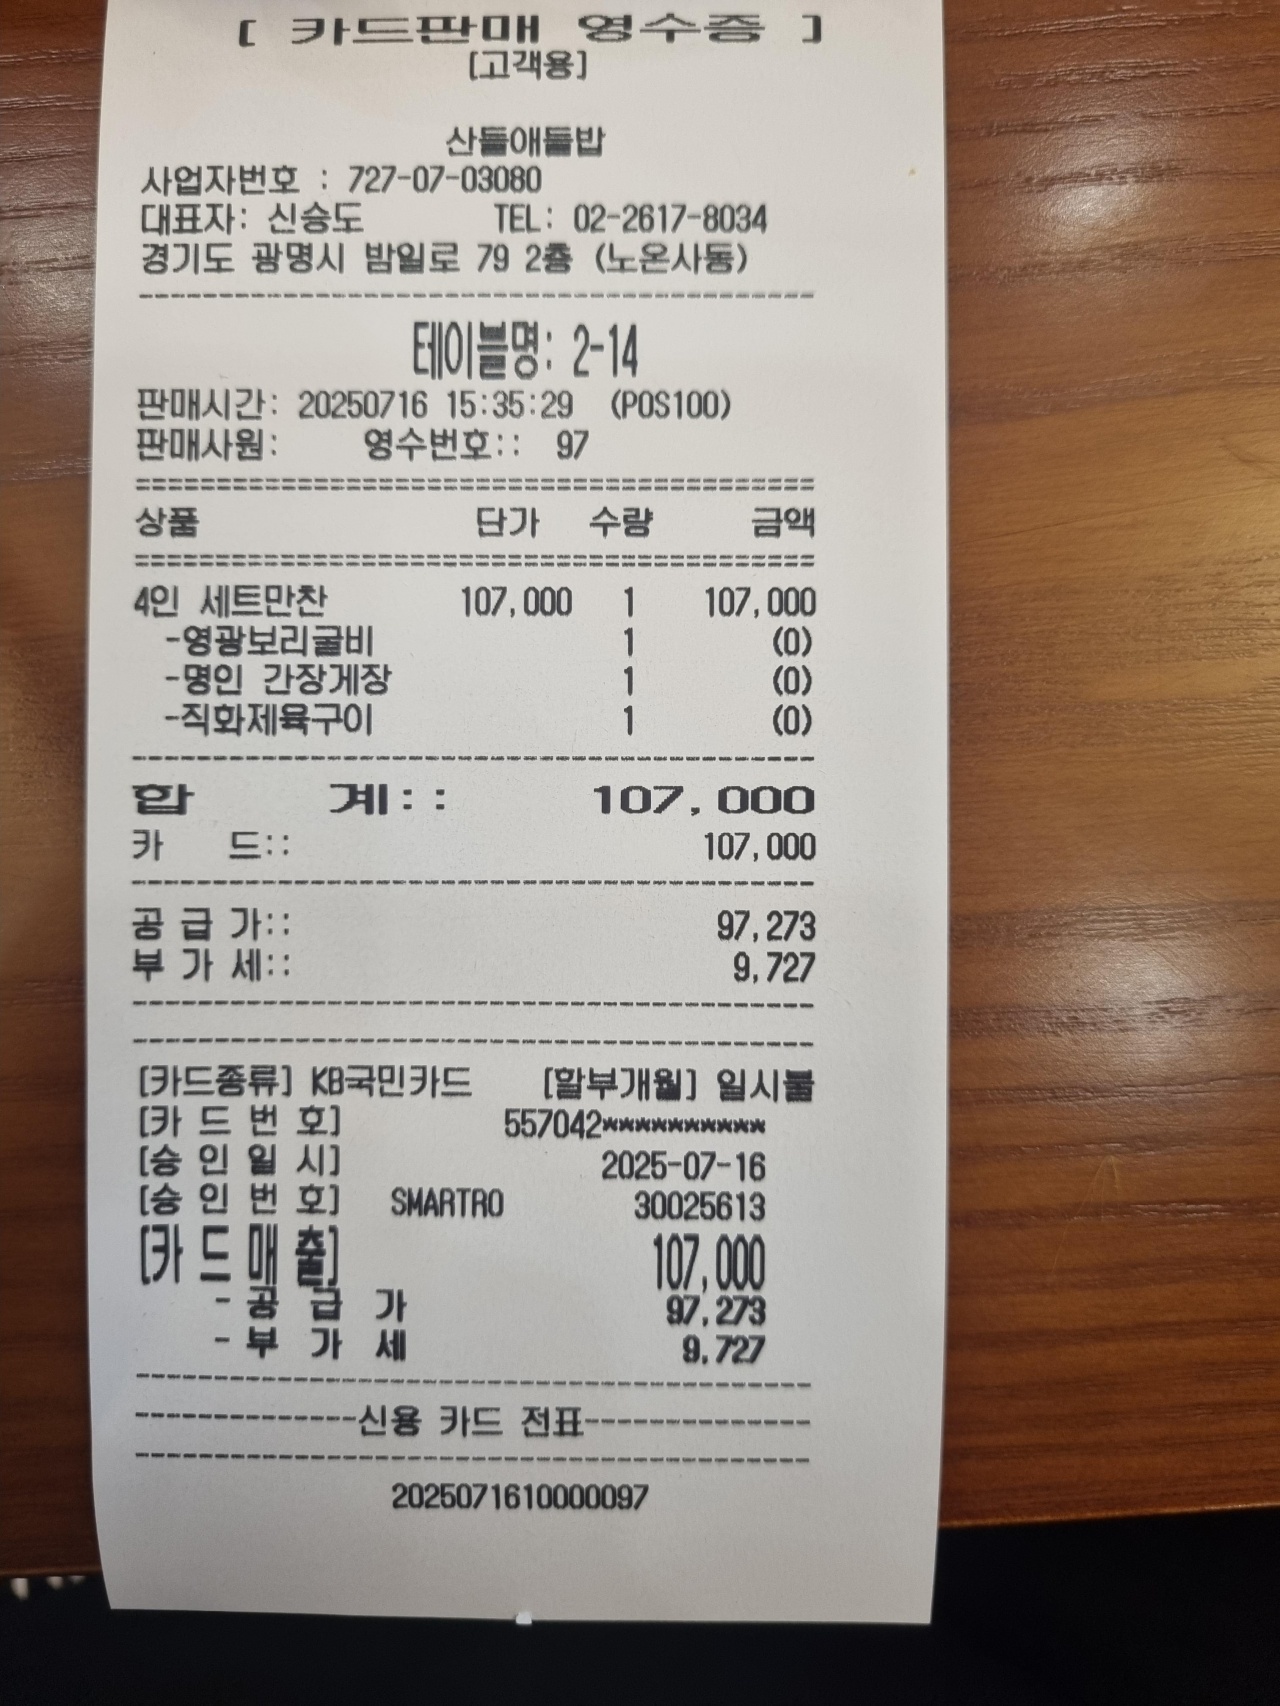 [ 카드판매 영수증 ]
[고객용]
산들애들밥
사업자번호 : 727-07-03080
대표자: 신승도 TEL: 02-2617-8034
경기도 광명시 밤일로 79 2층 (노온사동)
테이블명: 2-14
판매시간: 20250716 15:35:29 (POS100)
판매사원: 영수번호:: 97
상품 단가 수량 금액
4인 세트만찬 107,000 1 107,000
-영광보리굴비 1 (0)
-명인 간장게장 1 (0)
-직화제육구이 1 (0)
합 계:: 107,000
카 드:: 107,000
공 급 가:: 97,273
부 가 세:: 9,727
[카드종류] KB국민카드 [할부개월] 일시불
[카 드 번 호] 557042**********
[승 인 일 시] 2025-07-16
[승 인 번 호] SMARTRO 30025613
[카 드 매 출] 107,000
- 공 급 가 97,273
- 부 가 세 9,727
--------------신용 카드 전표--------------
2025071610000097